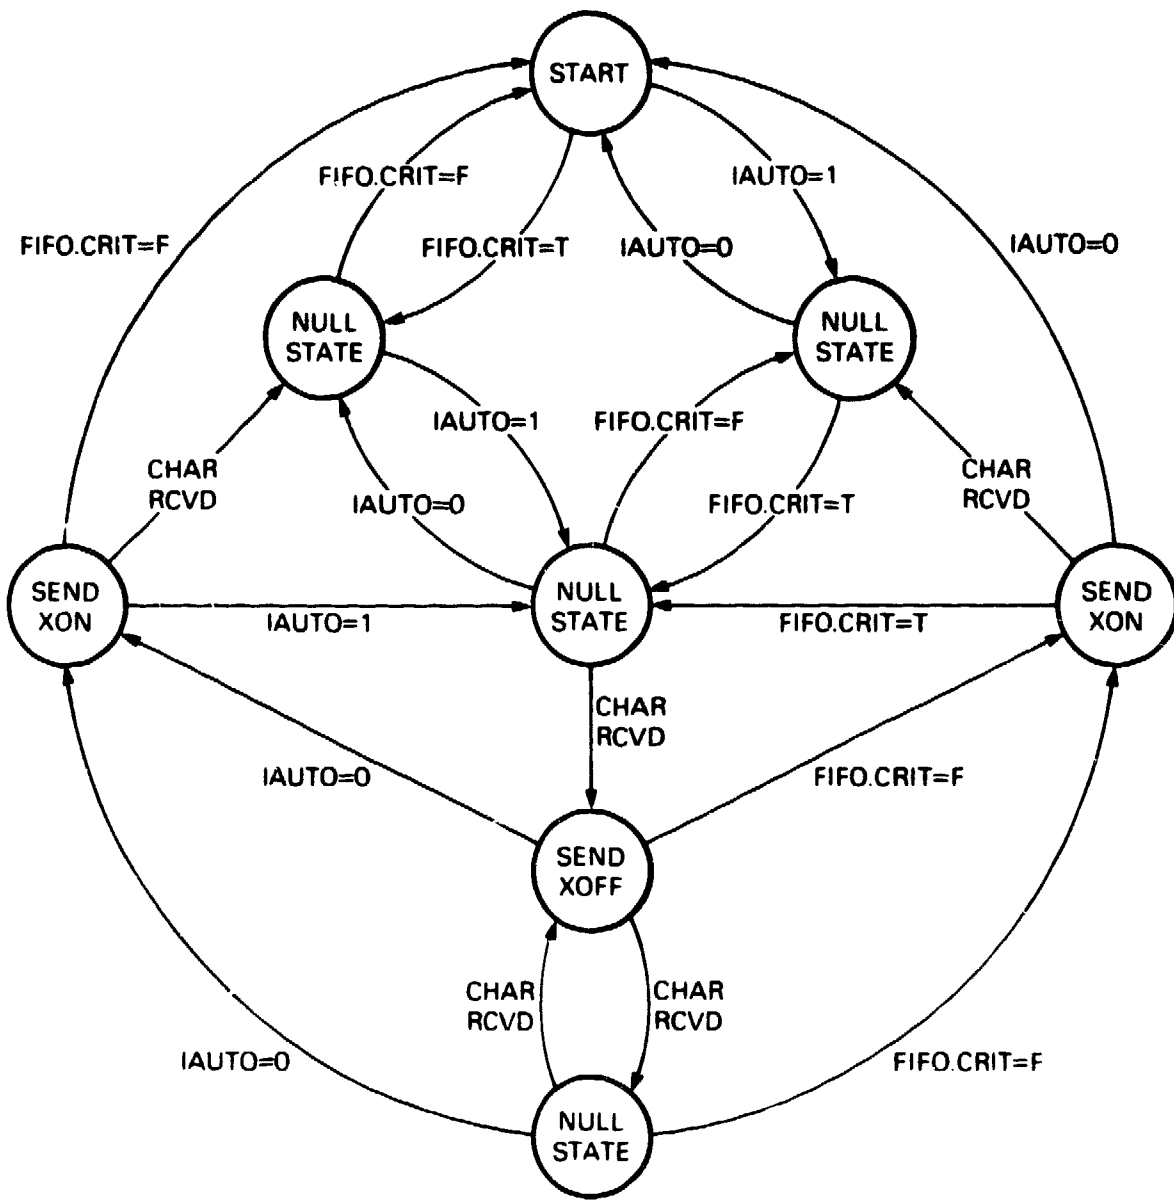 START
FIFO.CRIT=F
IAUTO=1
FIFO.CRIT=F
FIFO.CRIT=T
IAUTO=0
IAUTO=0
NULL
STATE
NULL
STATE
IAUTO=1
FIFO.CRIT=F
CHAR
RCVD
CHAR
RCVD
IAUTO=0
FIFO.CRIT=T
SEND
XON
NULL
STATE
SEND
XON
IAUTO=1
FIFO.CRIT=T
CHAR
RCVD
IAUTO=0
FIFO.CRIT=F
SEND
XOFF
CHAR
RCVD
CHAR
RCVD
IAUTO=0
FIFO.CRIT=F
NULL
STATE